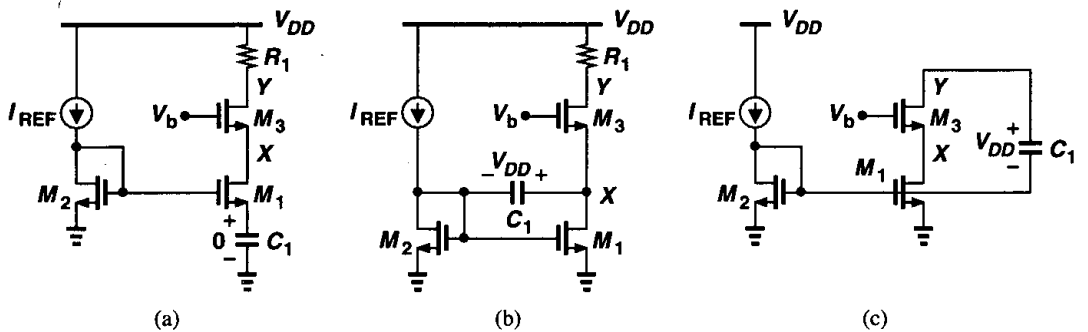 V_DD
R_1
Y
I_REF
V_b
M_3
X
M_2
M_1
+
0
–
C_1
(a)
V_DD
R_1
Y
I_REF
V_b
M_3
– V_DD +
C_1
X
M_2
M_1
(b)
V_DD
Y
I_REF
V_b
M_3
X
V_DD
+
–
C_1
M_1
M_2
(c)